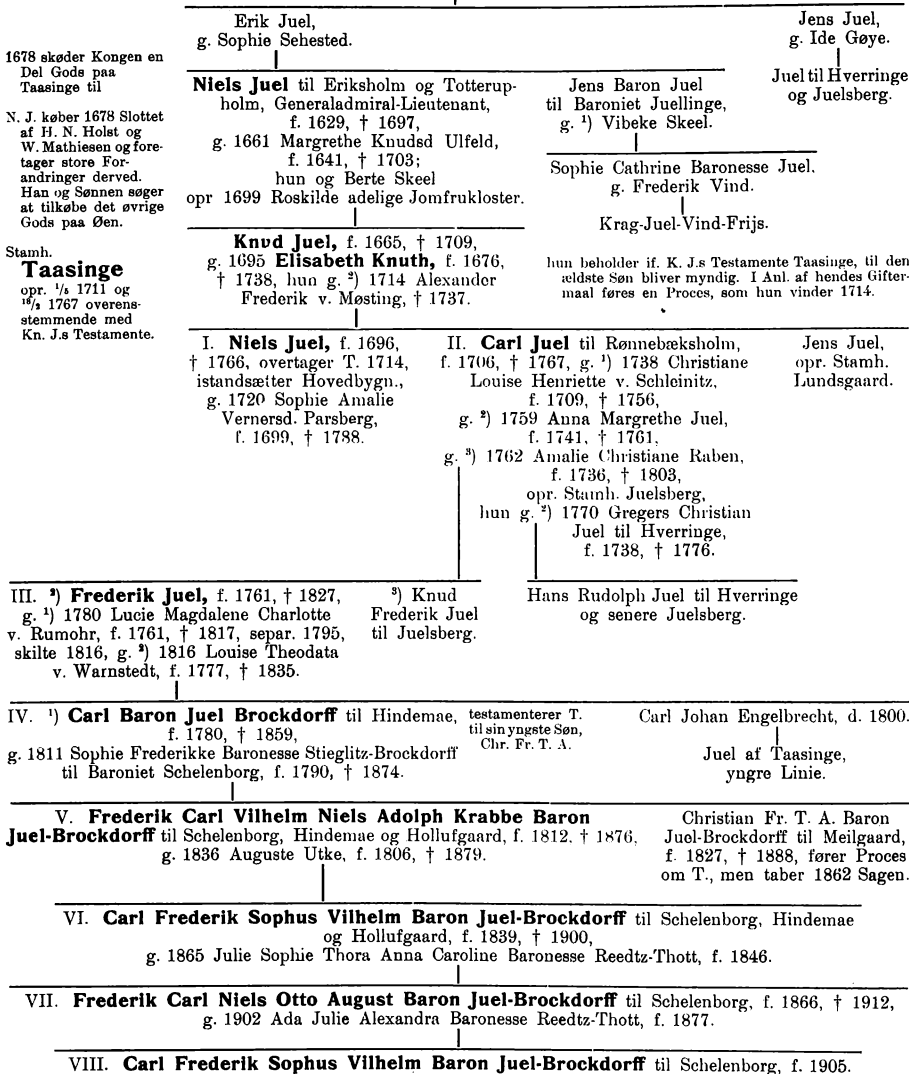 Erik Juel,
g. Sophie Sehested.
Jens Juel,
g. Ide Gøye.
Juel til Hverringe
og Juelsberg.
1678 skøder Kongen en
Del Gods paa
Taasinge til
N. J. køber 1678 Slottet
af H. N. Holst og
W. Mathiesen og fore-
tager store For-
andringer derved.
Han og Sønnen søger
at tilkøbe det øvrige
Gods paa Øen.
Niels Juel til Eriksholm og Totterup-
holm, Generaladmiral-Lieutenant,
f. 1629, † 1697,
g. 1661 Margrethe Knudsd Ulfeld,
f. 1641, † 1703;
hun og Berte Skeel
opr 1699 Roskilde adelige Jomfrukloster.
Jens Baron Juel
til Baroniet Juellinge,
g. ¹) Vibeke Skeel.
Sophie Cathrine Baronesse Juel.
g. Frederik Vind.
Krag-Juel-Vind-Frijs.
Stamh.
Taasinge
opr. ¹/₅ 1711 og
¹⁸/₉ 1767 overens-
stemmende med
Kn. J.s Testamente.
Knud Juel, f. 1665, † 1709,
g. 1695 Elisabeth Knuth, f. 1676,
† 1738, hun g. ²) 1714 Alexander
Frederik v. Møsting, † 1737.
hun beholder if. K. J.s Testamente Taasinge, til den
ældste Søn bliver myndig. I Anl. af hendes Gifter-
maal føres en Proces, som hun vinder 1714.
I. Niels Juel, f. 1696,
† 1766, overtager T. 1714,
istandsætter Hovedbygn.,
g. 1720 Sophie Amalie
Vernersd. Parsberg,
f. 1699, † 1788.
II. Carl Juel til Rønnebæksholm,
f. 1706, † 1767, g. ¹) 1738 Christiane
Louise Henriette v. Schleinitz,
f. 1709, † 1756,
g. ²) 1759 Anna Margrethe Juel,
f. 1741, † 1761,
g. ³) 1762 Amalie Christiane Raben,
f. 1736, † 1803,
opr. Stamh. Juelsberg,
hun g. ²) 1770 Gregers Christian
Juel til Hverringe,
f. 1738, † 1776.
Jens Juel,
opr. Stamh.
Lundsgaard.
III. ²) Frederik Juel, f. 1761, † 1827,
g. ¹) 1780 Lucie Magdalene Charlotte
v. Rumohr, f. 1761, † 1817, separ. 1795,
skilte 1816, g. ²) 1816 Louise Theodata
v. Warnstedt, f. 1777, † 1835.
³) Knud
Frederik Juel
til Juelsberg.
Hans Rudolph Juel til Hverringe
og senere Juelsberg.
IV. ¹) Carl Baron Juel Brockdorff til Hindemae,
f. 1780, † 1859,
g. 1811 Sophie Frederikke Baronesse Stieglitz-Brockdorff
til Baroniet Schelenborg, f. 1790, † 1874.
testamenterer T.
til sin yngste Søn,
Chr. Fr. T. A.
Carl Johan Engelbrecht, d. 1800.
Juel af Taasinge,
yngre Linie.
V. Frederik Carl Vilhelm Niels Adolph Krabbe Baron
Juel-Brockdorff til Schelenborg, Hindemae og Hollufgaard, f. 1812, † 1876,
g. 1836 Auguste Utke, f. 1806, † 1879.
Christian Fr. T. A. Baron
Juel-Brockdorff til Meilgaard,
f. 1827, † 1888, fører Proces
om T., men taber 1862 Sagen.
VI. Carl Frederik Sophus Vilhelm Baron Juel-Brockdorff til Schelenborg, Hindemae
og Hollufgaard, f. 1839, † 1900,
g. 1865 Julie Sophie Thora Anna Caroline Baronesse Reedtz-Thott, f. 1846.
VII. Frederik Carl Niels Otto August Baron Juel-Brockdorff til Schelenborg, f. 1866, † 1912,
g. 1902 Ada Julie Alexandra Baronesse Reedtz-Thott, f. 1877.
VIII. Carl Frederik Sophus Vilhelm Baron Juel-Brockdorff til Schelenborg, f. 1905.